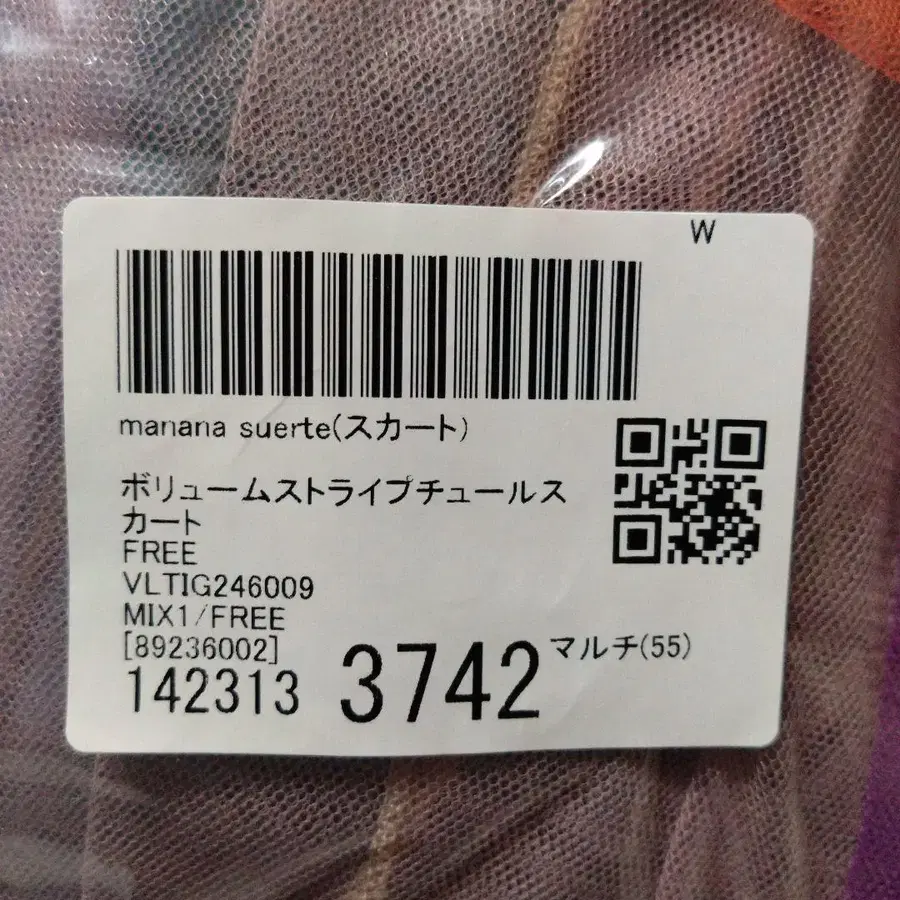 W
manana suerte(スカート)
ボリュームストライプチュールス
カート
FREE
VLTIG246009
MIX1/FREE
[89236002]
142313 3742 マルチ(55)